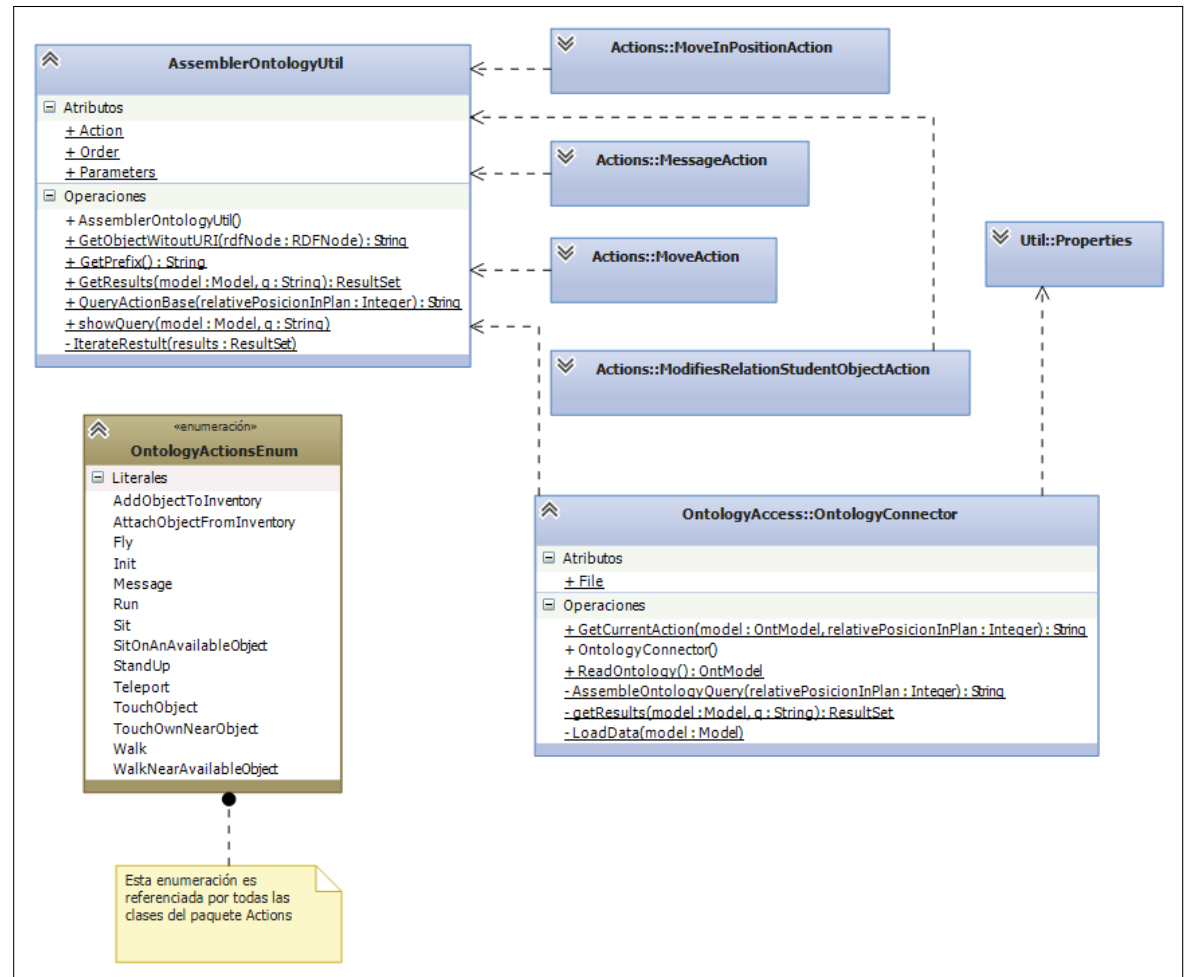 AssemblerOntologyUtil
Atributos
+ Action
+ Order
+ Parameters
Operaciones
+ AssemblerOntologyUtil()
+ GetObjectWitoutURI(rdfNode : RDFNode) : String
+ GetPrefix() : String
+ GetResults(model : Model, q : String) : ResultSet
+ QueryActionBase(relativePosicionInPlan : Integer) : String
+ showQuery(model : Model, q : String)
- IterateRestult(results : ResultSet)
Actions::MoveInPositionAction
Actions::MessageAction
Actions::MoveAction
Actions::ModifiesRelationStudentObjectAction
Util::Properties
«enumeración»
OntologyActionsEnum
Literales
AddObjectToInventory
AttachObjectFromInventory
Fly
Init
Message
Run
Sit
SitOnAnAvailableObject
StandUp
Teleport
TouchObject
TouchOwnNearObject
Walk
WalkNearAvailableObject
OntologyAccess::OntologyConnector
Atributos
+ File
Operaciones
+ GetCurrentAction(model : OntModel, relativePosicionInPlan : Integer) : String
+ OntologyConnector()
+ ReadOntology() : OntModel
- AssembleOntologyQuery(relativePosicionInPlan : Integer) : String
- getResults(model : Model, q : String) : ResultSet
- LoadData(model : Model)
Esta enumeración es
referenciada por todas las
clases del paquete Actions